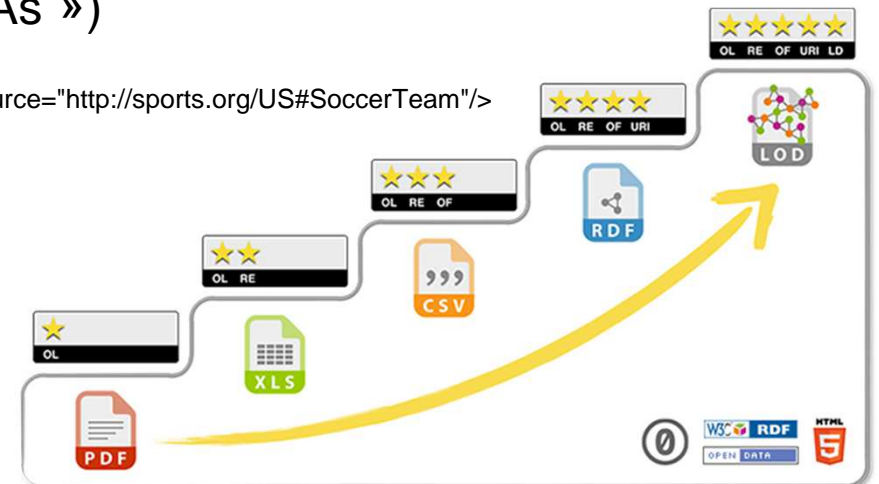 As »)
urce="http://sports.org/US#SoccerTeam"/>
OL RE OF URI LD
OL RE OF URI
LOD
OL RE OF
RDF
OL RE
CSV
OL
XLS
PDF
0
W3C RDF
OPEN DATA
HTML
5